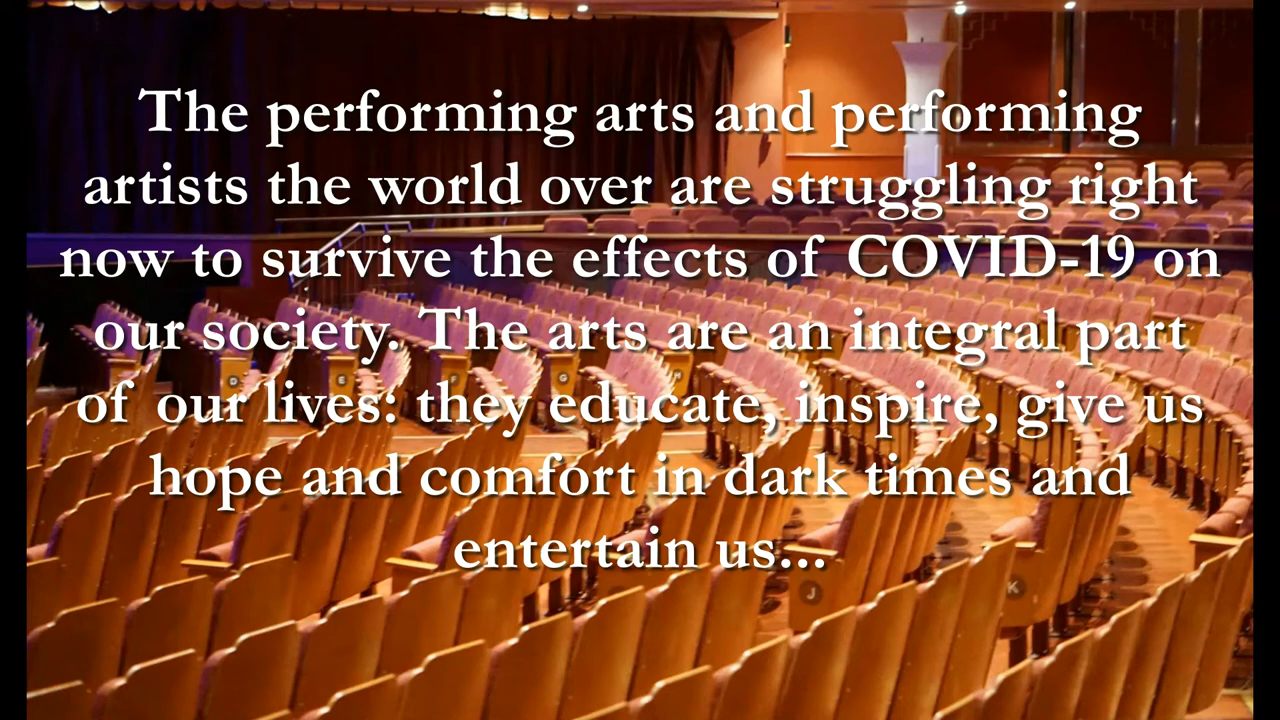 The performing arts and performing
artists the world over are struggling right
now to survive the effects of COVID-19 on
our society. The arts are an integral part
of our lives: they educate, inspire, give us
hope and comfort in dark times and
entertain us...
D E F G H
J K